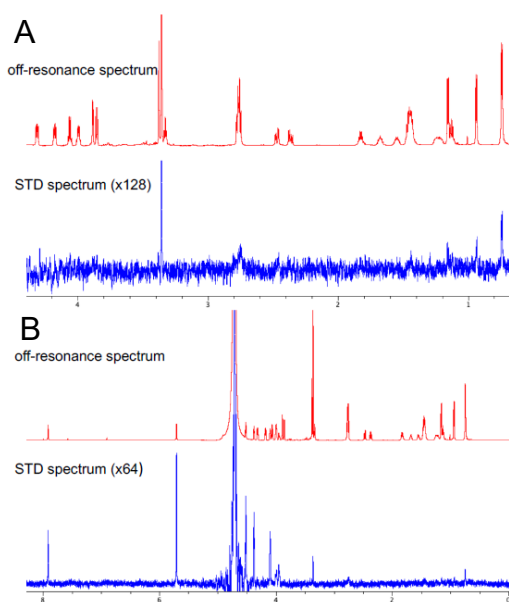 A
off-resonance spectrum
STD spectrum (x128)
4 3 2 1
B
off-resonance spectrum
STD spectrum (x64)
8 6 4 2 0